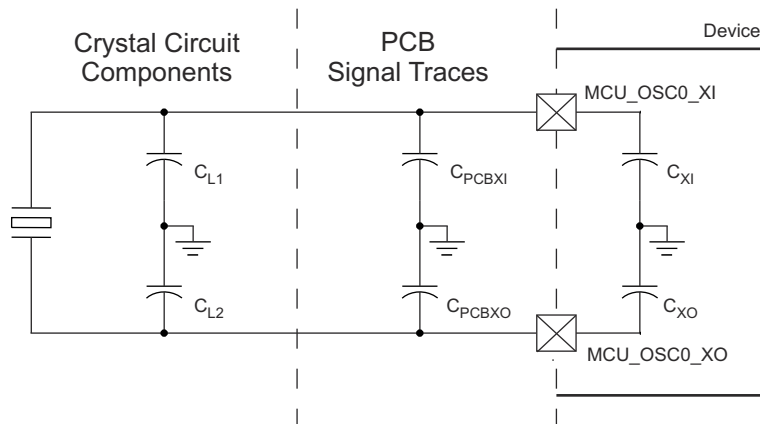 Crystal Circuit
Components
PCB
Signal Traces
Device
MCU_OSC0_XI
CL1
CPCBXI
CXI
CL2
CPCBXO
CXO
MCU_OSC0_XO